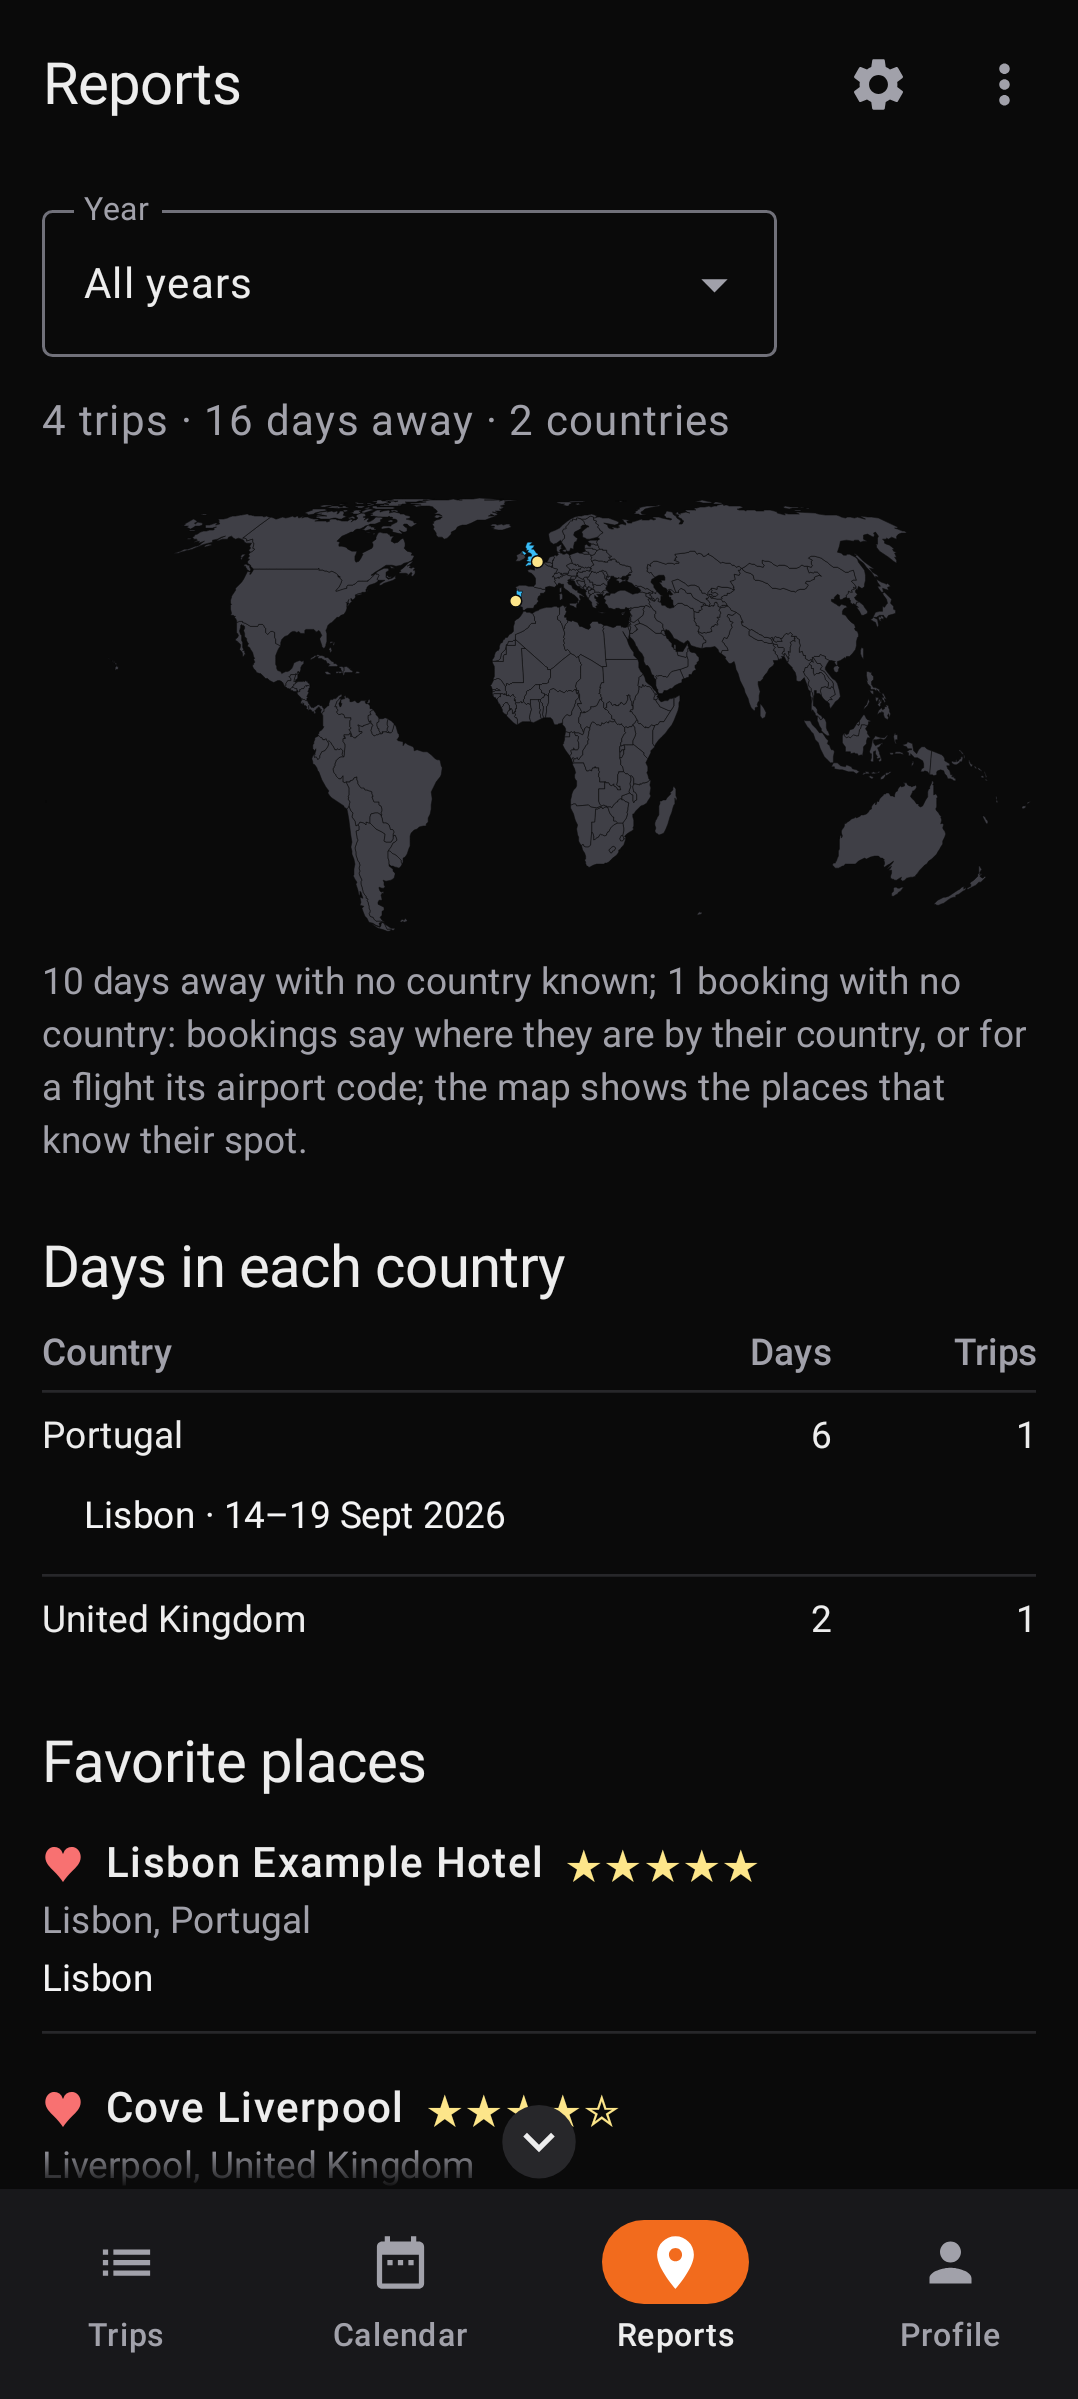 Reports
Year
All years
4 trips · 16 days away · 2 countries
10 days away with no country known; 1 booking with no
country: bookings say where they are by their country, or for
a flight its airport code; the map shows the places that
know their spot.
Days in each country
Country Days Trips
Portugal 6 1
Lisbon · 14–19 Sept 2026
United Kingdom 2 1
Favorite places
Lisbon Example Hotel ★★★★★
Lisbon, Portugal
Lisbon
Cove Liverpool ★★★★☆
Liverpool, United Kingdom
Trips Calendar Reports Profile